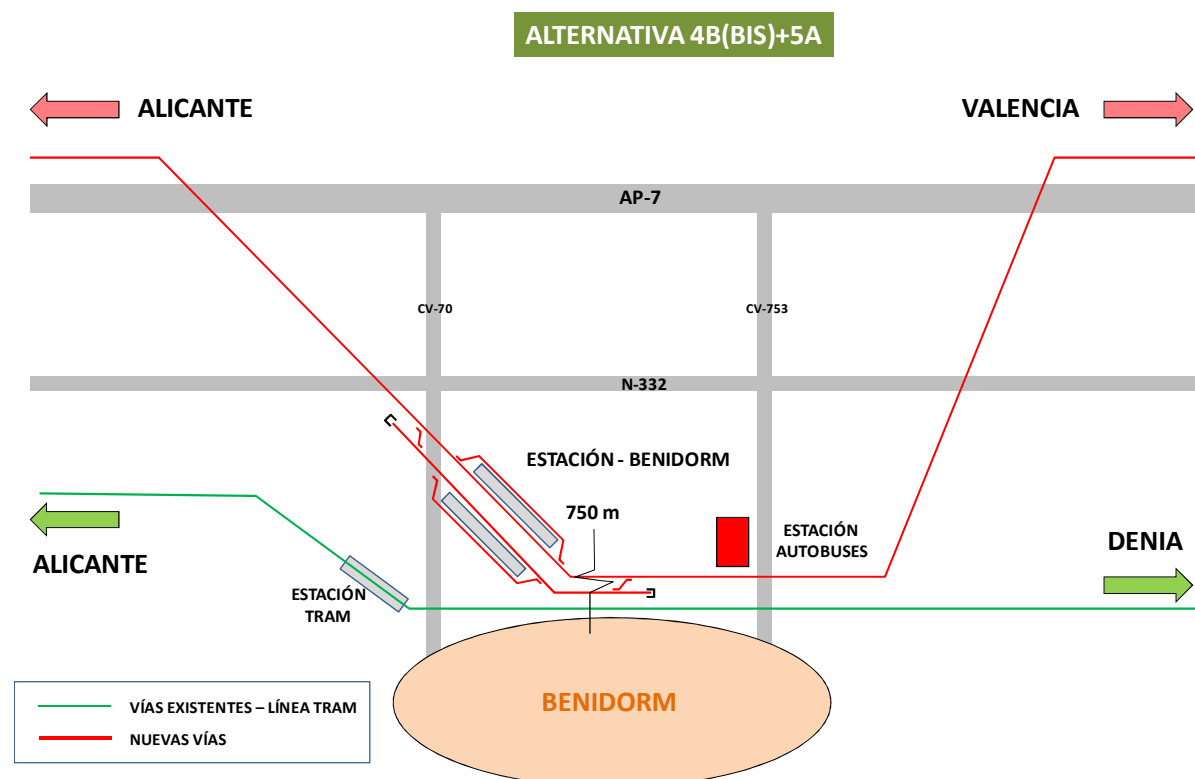 ALTERNATIVA 4B(BIS)+5A
ALICANTE
VALENCIA
AP-7
CV-70
CV-753
N-332
ESTACIÓN - BENIDORM
750 m
ESTACIÓN
AUTOBUSES
DENIA
ALICANTE
ESTACIÓN
TRAM
BENIDORM
VÍAS EXISTENTES – LÍNEA TRAM
NUEVAS VÍAS